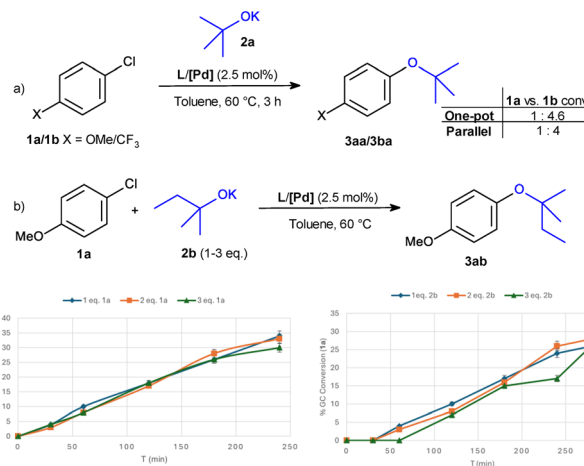 OK
2a
Cl
O
a)
L/[Pd] (2.5 mol%)
Toluene, 60 °C, 3 h
X
X
1a vs. 1b conv
One-pot 1 : 4.6
Parallel 1 : 4
1a/1b X = OMe/CF3
3aa/3ba
b)
Cl
OK
O
+
L/[Pd] (2.5 mol%)
Toluene, 60 °C
MeO
MeO
1a
2b (1-3 eq.)
3ab
1 eq. 1a 2 eq. 1a 3 eq. 1a
40
35
30
25
20
15
10
5
0
0 50 100 150 200 250
T (min)
1 eq. 2b 2 eq. 2b 3 eq. 2b
% GC Conversion (1a)
35
30
25
20
15
10
5
0
0 50 100 150 200 250
T (min)